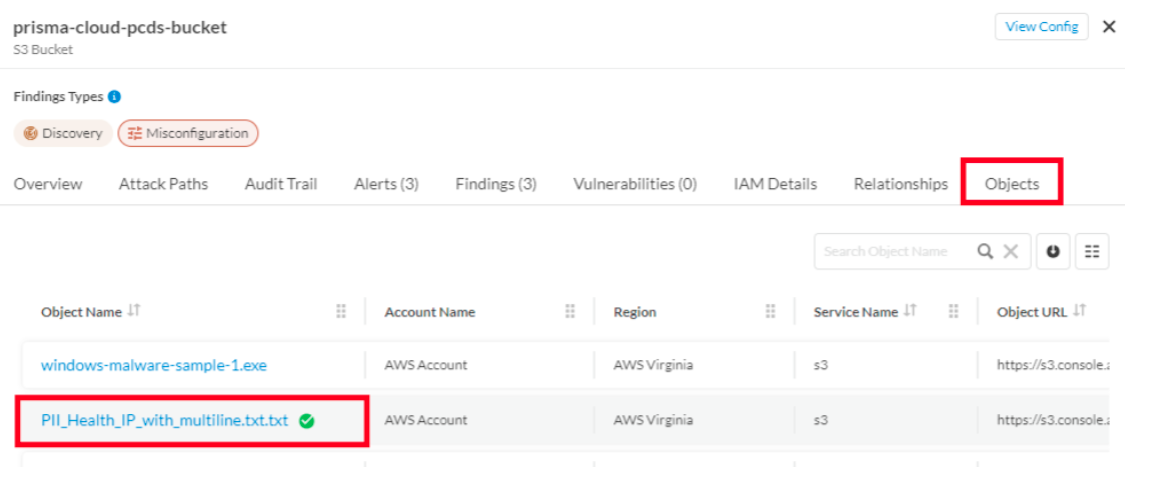 prisma-cloud-pcds-bucket View Config
S3 Bucket
Findings Types
Discovery Misconfiguration
Overview Attack Paths Audit Trail Alerts (3) Findings (3) Vulnerabilities (0) IAM Details Relationships Objects
Search Object Name
Object Name Account Name Region Service Name Object URL
windows-malware-sample-1.exe AWS Account AWS Virginia s3 https://s3.console.a
PII_Health_IP_with_multiline.txt.txt AWS Account AWS Virginia s3 https://s3.console.a